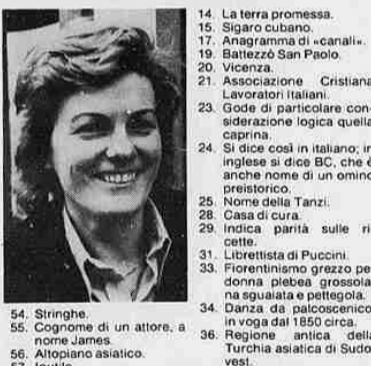 54. Stringhe.
55. Cognome di un attore, a
nome James.
56. Altopiano asiatico.
57. Inutile
14. La terra promessa.
15. Sigaro cubano.
17. Anagramma di «canali».
19. Battezzò San Paolo.
20. Vicenza.
21. Associazione Cristiana
Lavoratori Italiani.
23. Gode di particolare con-
siderazione logica quella
caprina.
24. Si dice così in italiano; in
inglese si dice BC, che è
anche nome di un omino
preistorico.
25. Nome della Tanzi.
28. Casa di cura.
29. Indica parità sulle ri
cette.
31. Librettista di Puccini.
33. Fiorentinismo grezzo pe
donna plebea grossola
na sguaiata e pettegola.
34. Danza da palcoscenico
in voga dal 1850 circa.
36. Regione antica della
Turchia asiatica di Sudo
vest.